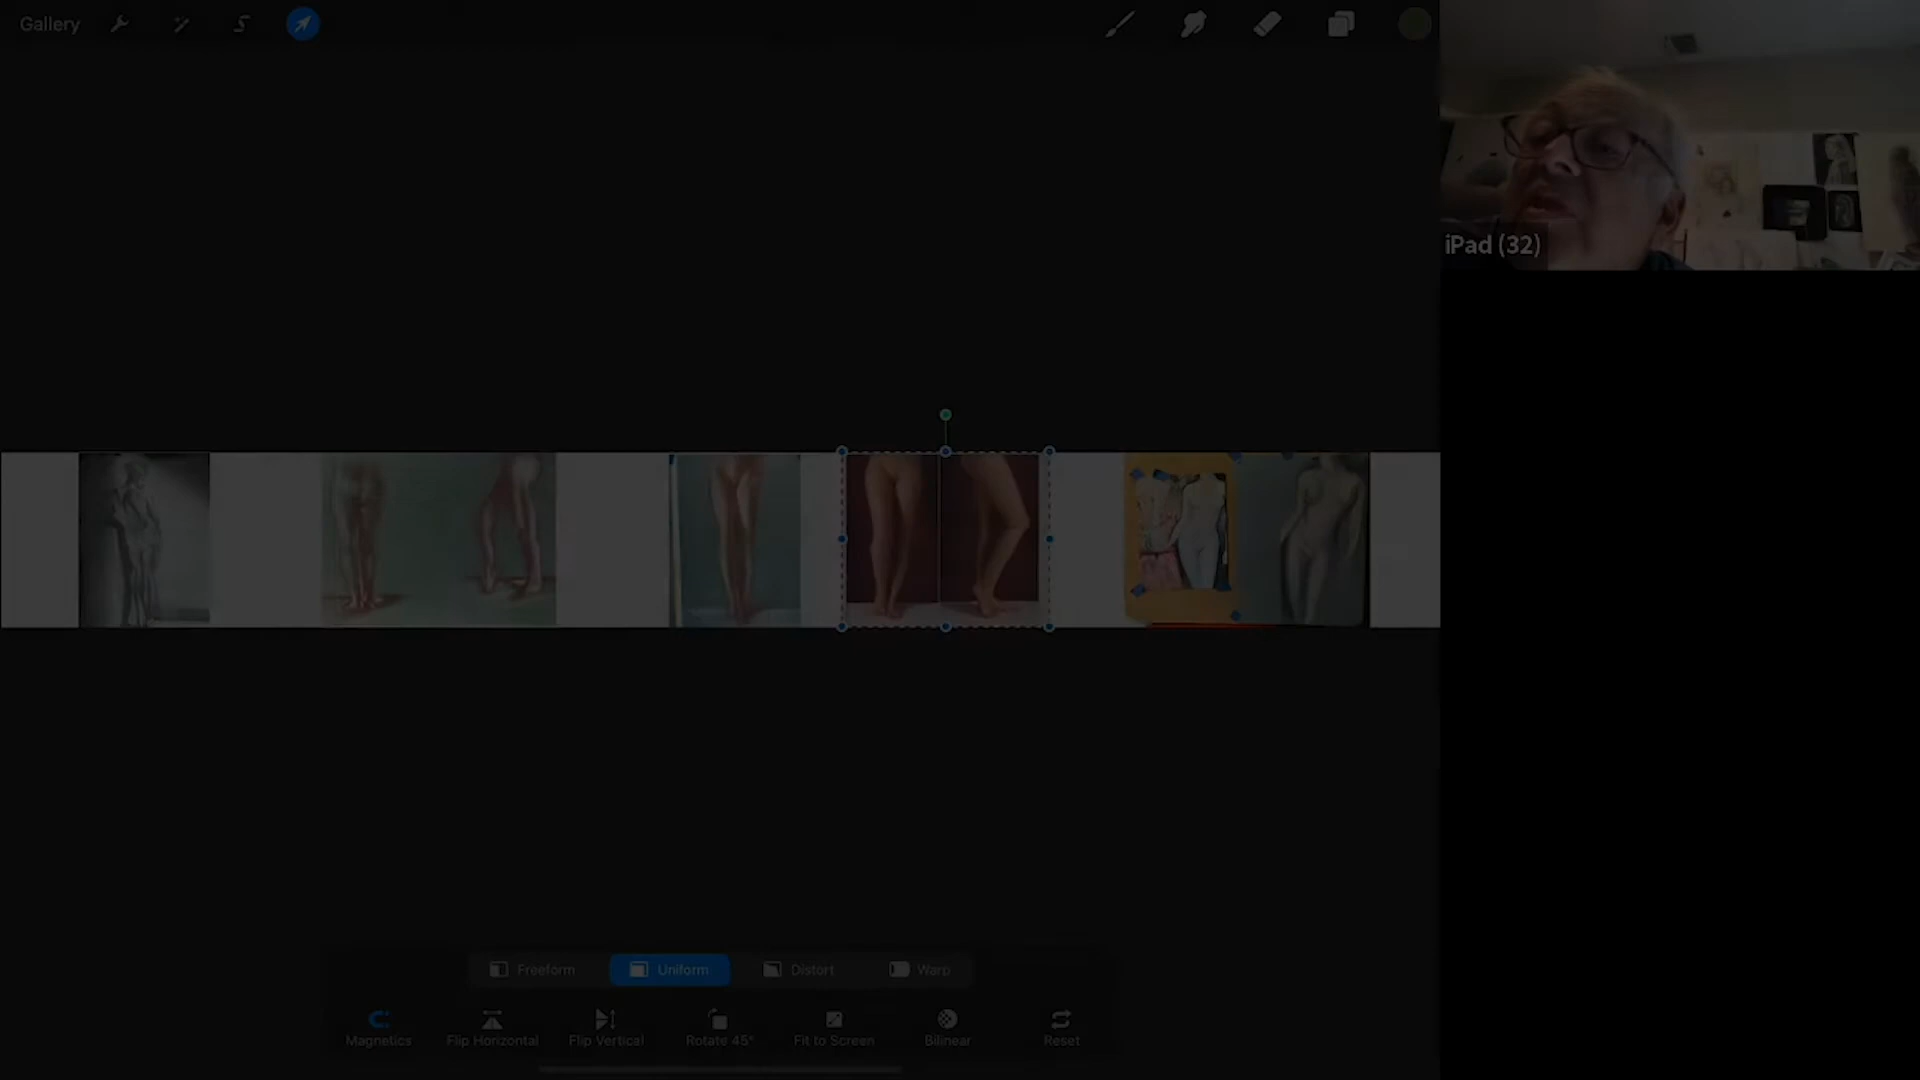 Gallery
iPad (32)
Freeform Uniform Distort Warp
Magnetics Flip Horizontal Flip Vertical Rotate 45° Fit to Screen Bilinear Reset